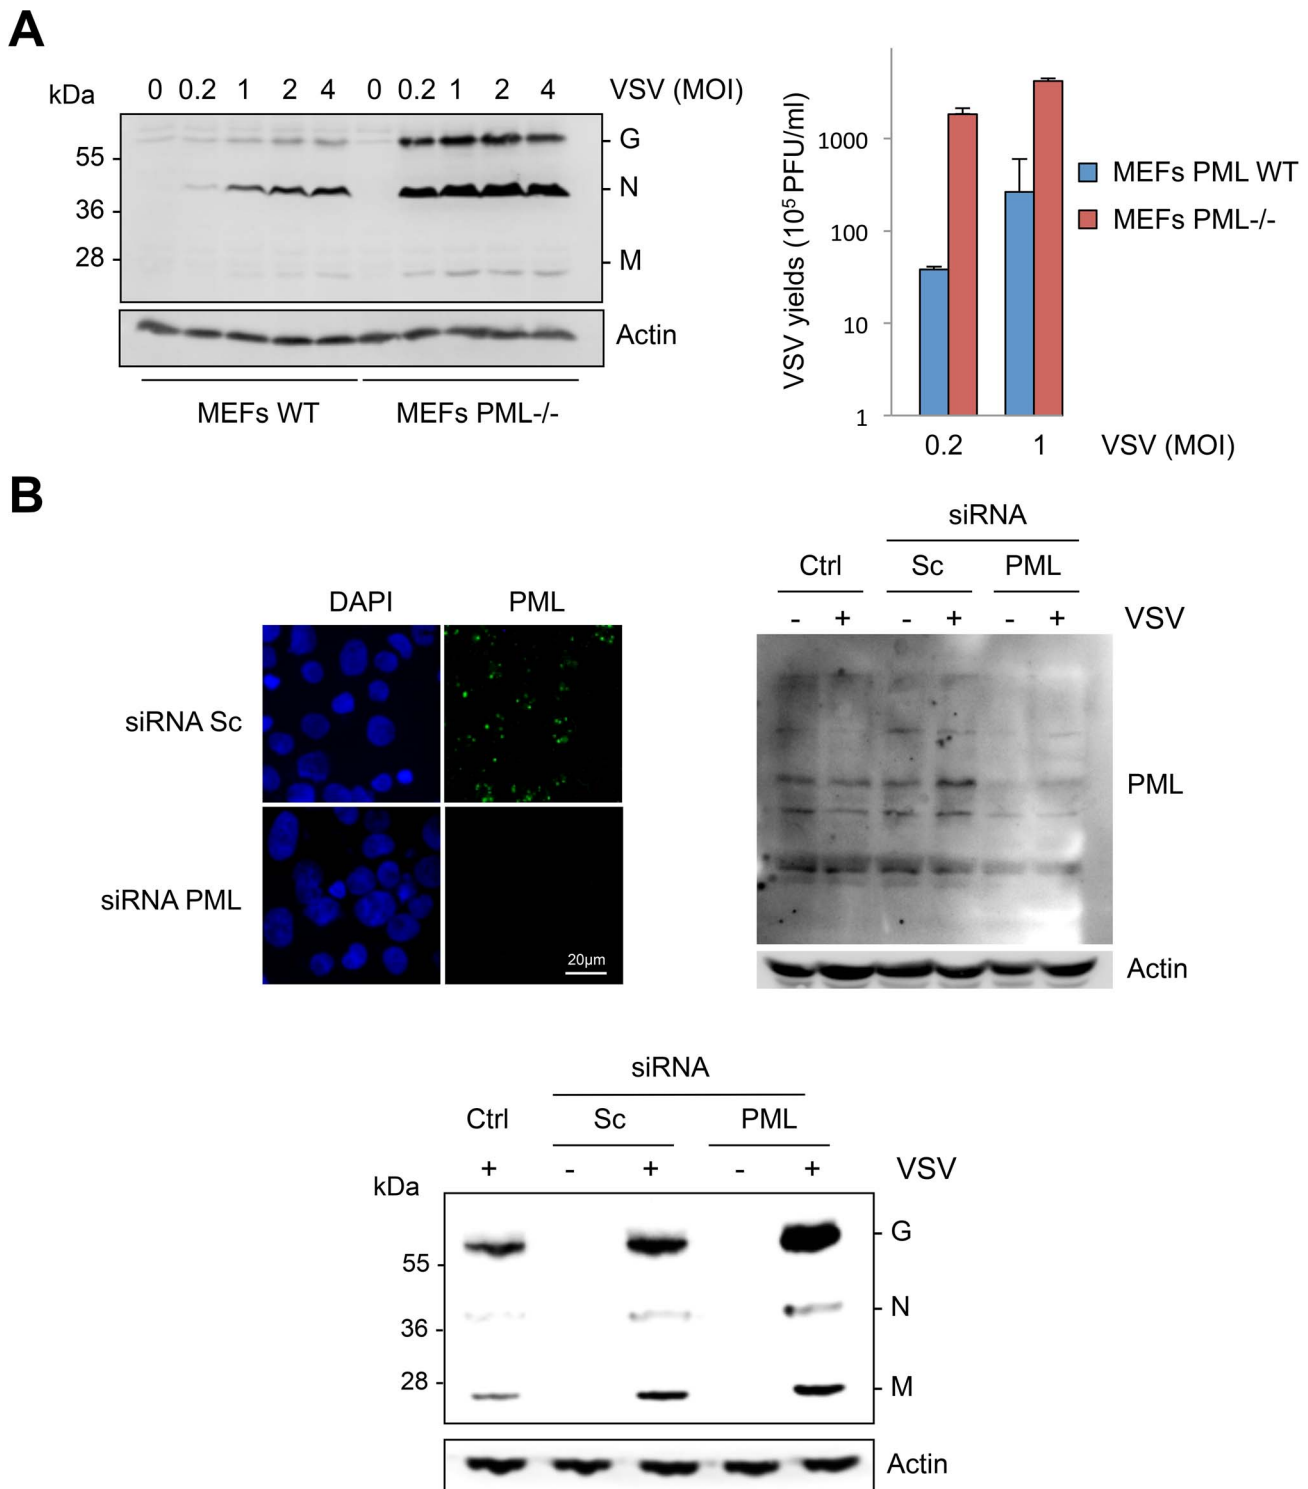 A
kDa
0 0.2 1 2 4 0 0.2 1 2 4 VSV (MOI)
55
36
28
G
N
M
Actin
MEFs WT
MEFs PML-/-
VSV yields (10⁵ PFU/ml)
1000
100
10
1
0.2 1 VSV (MOI)
MEFs PML WT
MEFs PML-/-
B
DAPI PML
siRNA Sc
siRNA PML
20µm
siRNA
Ctrl Sc PML
- + - + - + VSV
PML
Actin
siRNA
Ctrl Sc PML
+ - + - + VSV
kDa
55
36
28
G
N
M
Actin